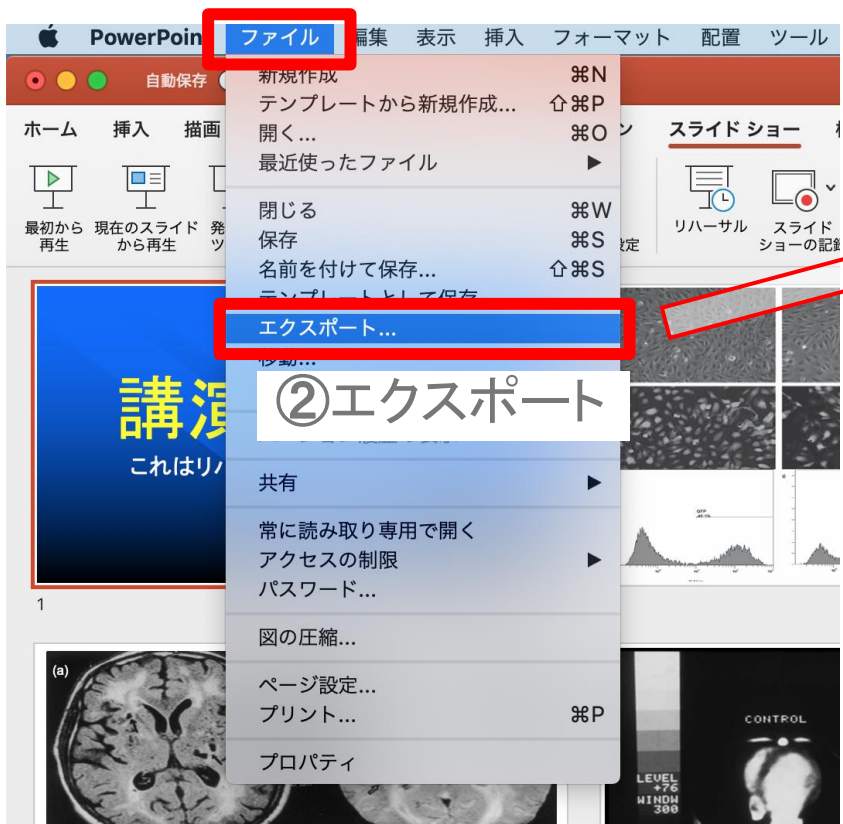 PowerPoin ファイル 編集 表示 挿入 フォーマット 配置 ツール
自動保存
ホーム 挿入 描画 スライド ショー
最初から
再生
現在のスライド
から再生
リハーサル
スライド
ショーの記録
新規作成 ⌘N
テンプレートから新規作成... ⇧⌘P
開く... ⌘O
最近使ったファイル ▶
閉じる ⌘W
保存 ⌘S
名前を付けて保存... ⇧⌘S
テンプレートとして保存
エクスポート...
移動...
②エクスポート
共有 ▶
常に読み取り専用で開く
アクセスの制限 ▶
パスワード...
図の圧縮...
ページ設定...
プリント... ⌘P
プロパティ
講演
これはリハ
1
(a)
CONTROL
LEVEL
+76
WINDW
300